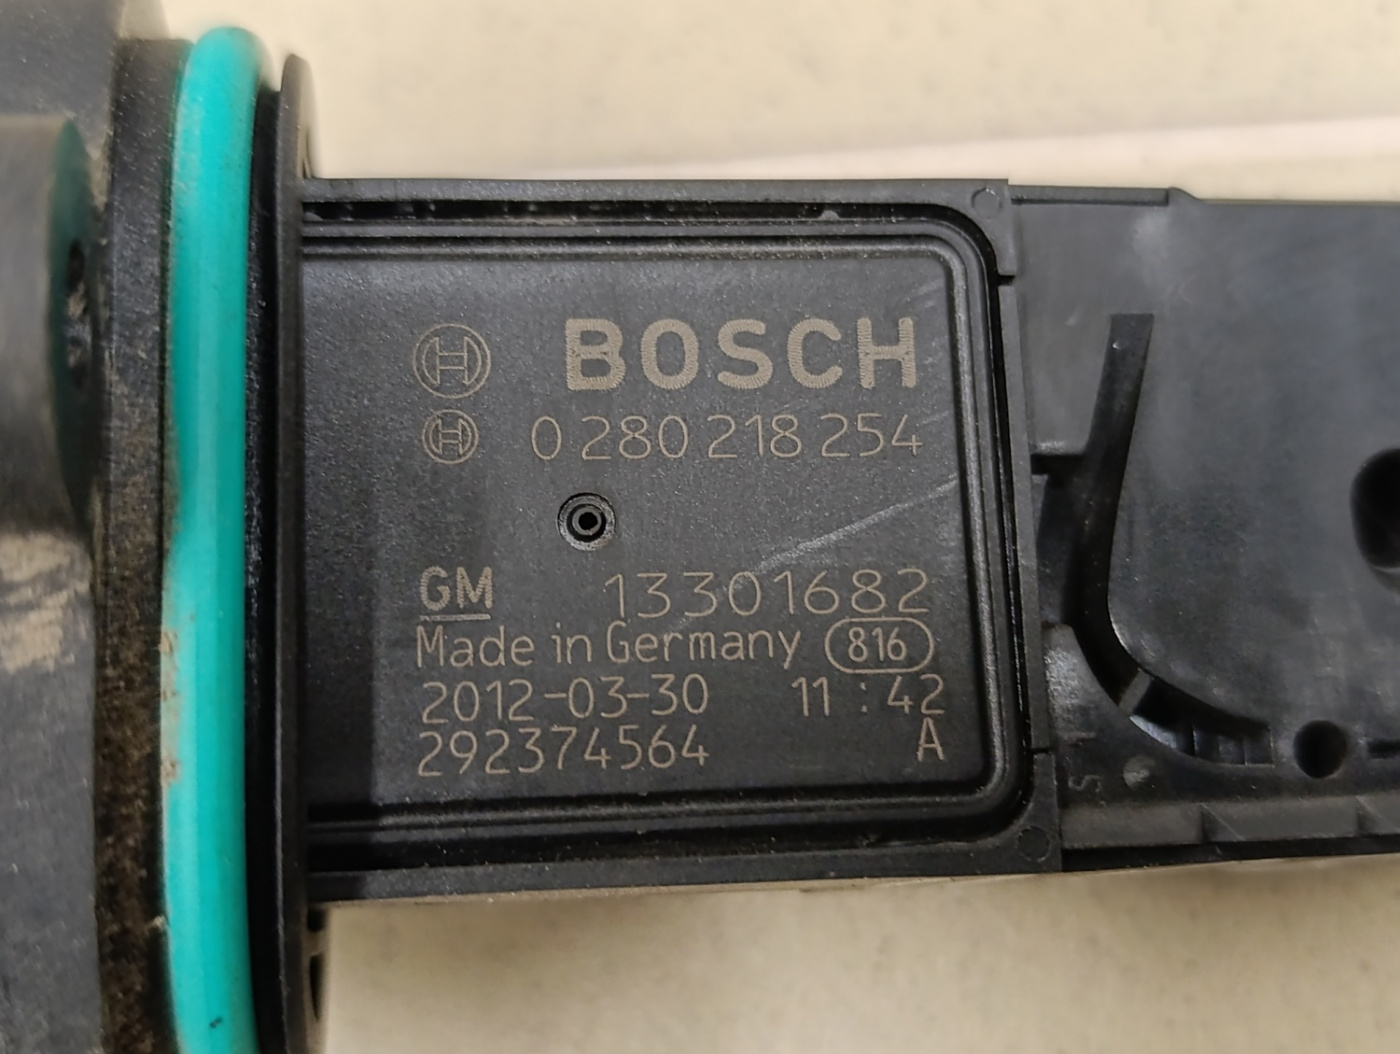 BOSCH
0 280 218 254
GM 13301682
Made in Germany 816
2012-03-30 11 : 42
292374564 A